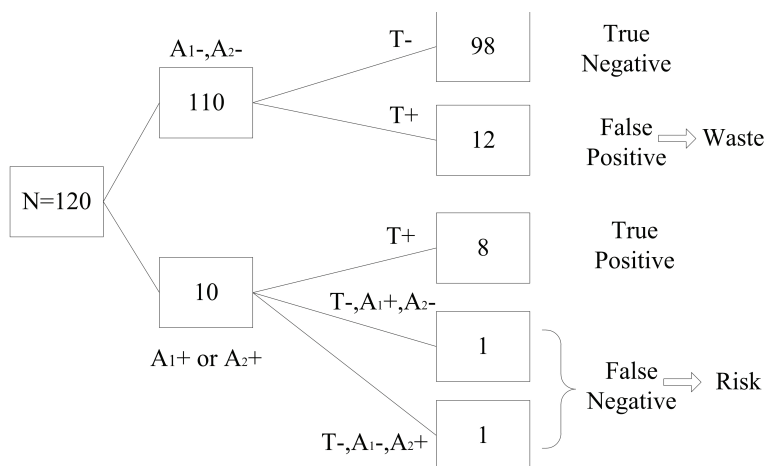 A1-,A2-
T-
98
True
Negative
110
T+
12
False
Positive
Waste
N=120
T+
8
True
Positive
10
T-,A1+,A2-
1
A1+ or A2+
False
Negative
Risk
T-,A1-,A2+
1